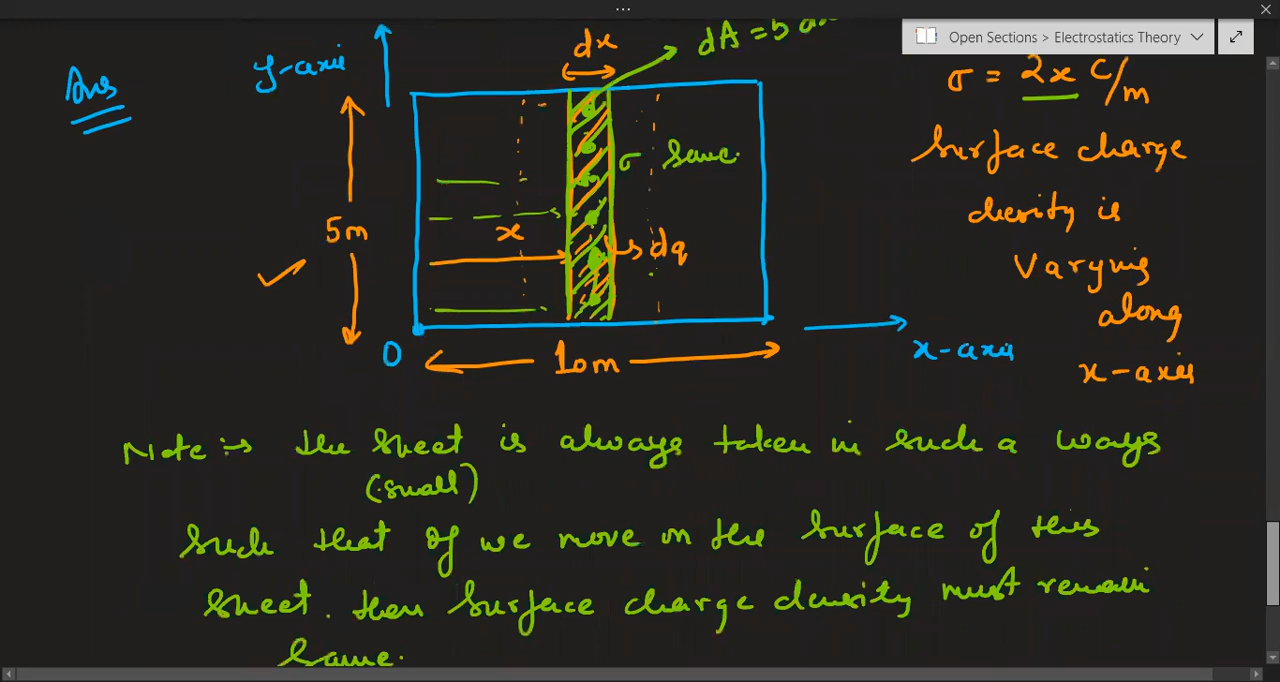 Open Sections > Electrostatics Theory
Ans
y-axis
dx
dA = 5
σ = 2x C/m
Surface charge
density is
varying
along
x-axis
5m
x
σ Same.
dq
0
10m
x-axis
Note:→ the sheet is always taken in such a ways
(small)
such that if we move on the surface of this
sheet. then surface charge density must remain
same.